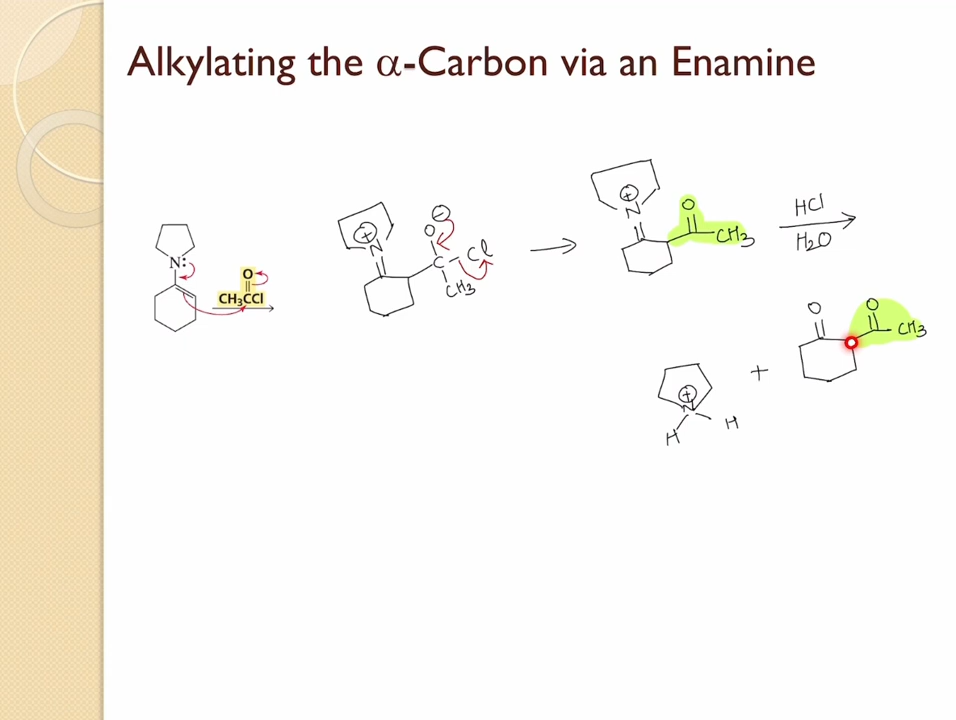 Alkylating the α-Carbon via an Enamine
N:
O
CH₃CCl
⊕
N
O ⊖
C
Cl
CH₃
⊕
N
O
CH₃
HCl
H₂O
⊕
N
H
H
+
O
O
CH₃